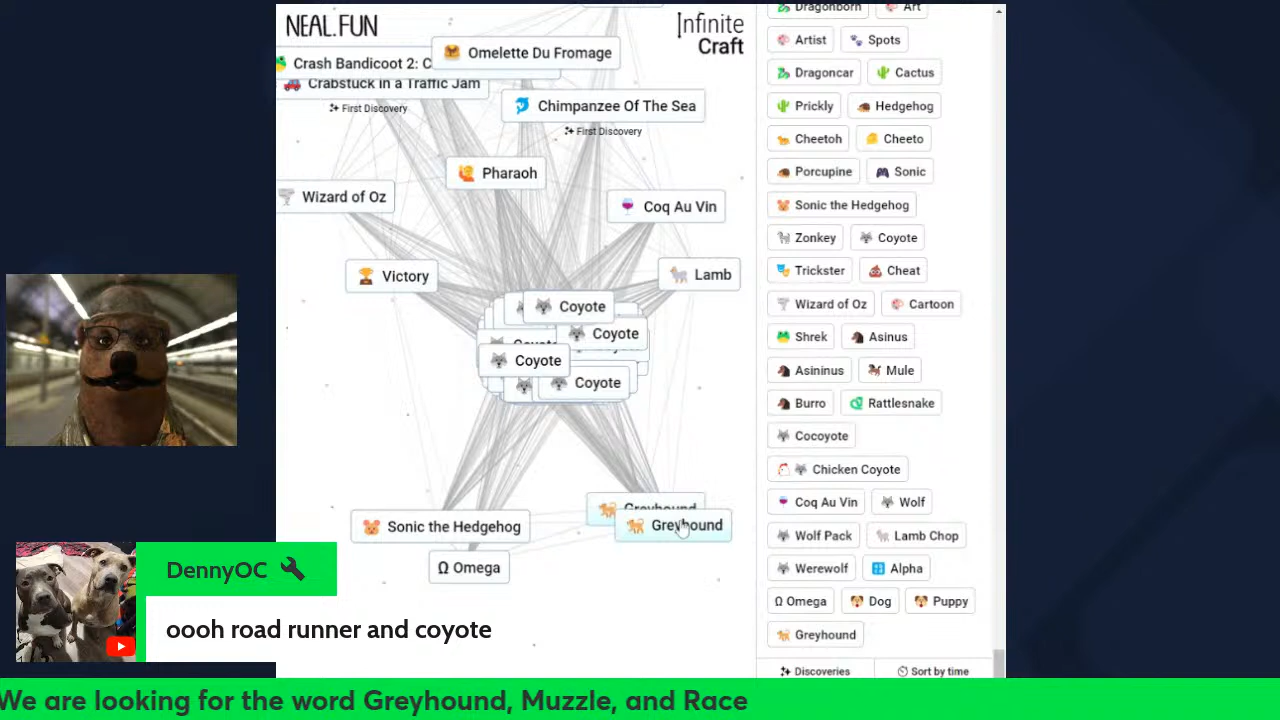 NEAL.FUN
Infinite
Craft
Omelette Du Fromage
Crash Bandicoot 2: C
Crabstuck in a Traffic Jam
First Discovery
Chimpanzee Of The Sea
First Discovery
Pharaoh
Wizard of Oz
Coq Au Vin
Victory
Lamb
Coyote
Coyote
Coyote
Coyote
Coyote
Greyhound
Greyhound
Sonic the Hedgehog
Ω Omega
Dragonborn Art
Artist Spots
Dragoncar Cactus
Prickly Hedgehog
Cheetoh Cheeto
Porcupine Sonic
Sonic the Hedgehog
Zonkey Coyote
Trickster Cheat
Wizard of Oz Cartoon
Shrek Asinus
Asininus Mule
Burro Rattlesnake
Cocoyote
Chicken Coyote
Coq Au Vin Wolf
Wolf Pack Lamb Chop
Werewolf Alpha
Ω Omega Dog Puppy
Greyhound
Discoveries Sort by time
DennyOC
oooh road runner and coyote
We are looking for the word Greyhound, Muzzle, and Race